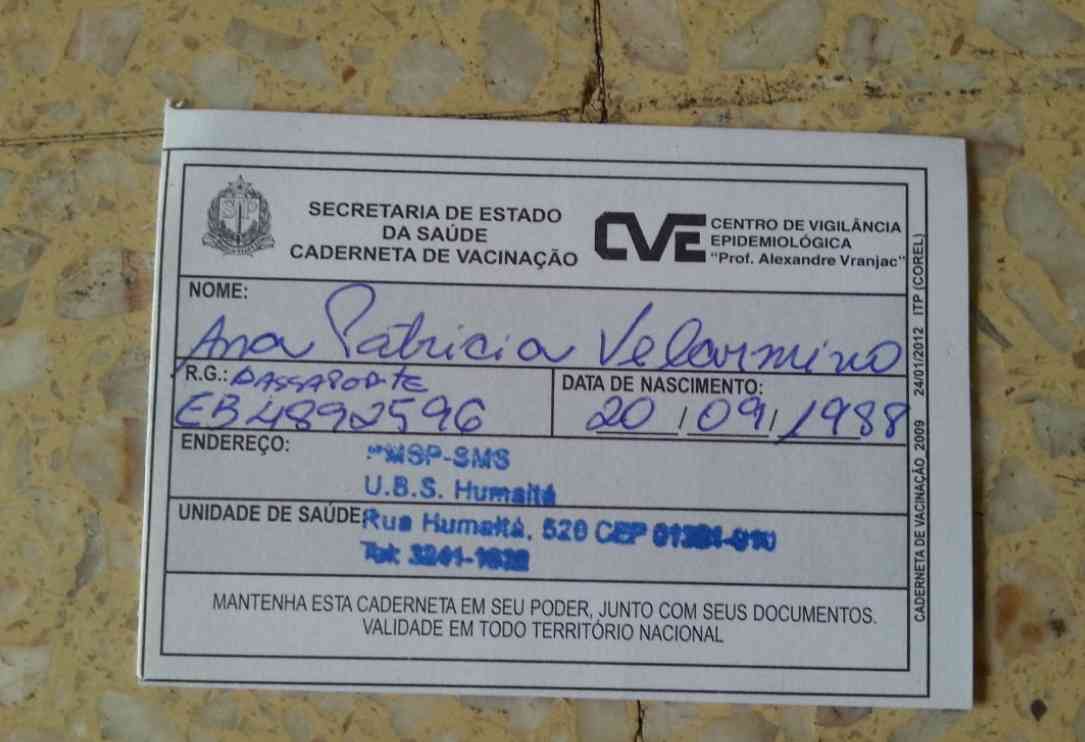 SP
SECRETARIA DE ESTADO
DA SAÚDE
CADERNETA DE VACINAÇÃO
CVE
CENTRO DE VIGILÂNCIA
EPIDEMIOLÓGICA
"Prof. Alexandre Vranjac"
NOME:
Ana Patricia Velarmino
R.G.: PASSAPORTE
EB4892596
DATA DE NASCIMENTO:
20/09/1988
ENDEREÇO:
PMSP-SMS
U.B.S. Humaitá
UNIDADE DE SAÚDE:
Rua Humaitá, 520 CEP
Tel: 3241-
MANTENHA ESTA CADERNETA EM SEU PODER, JUNTO COM SEUS DOCUMENTOS.
VALIDADE EM TODO TERRITÓRIO NACIONAL
CADERNETA DE VACINAÇÃO_2009 24/01/2012 ITP (COREL)